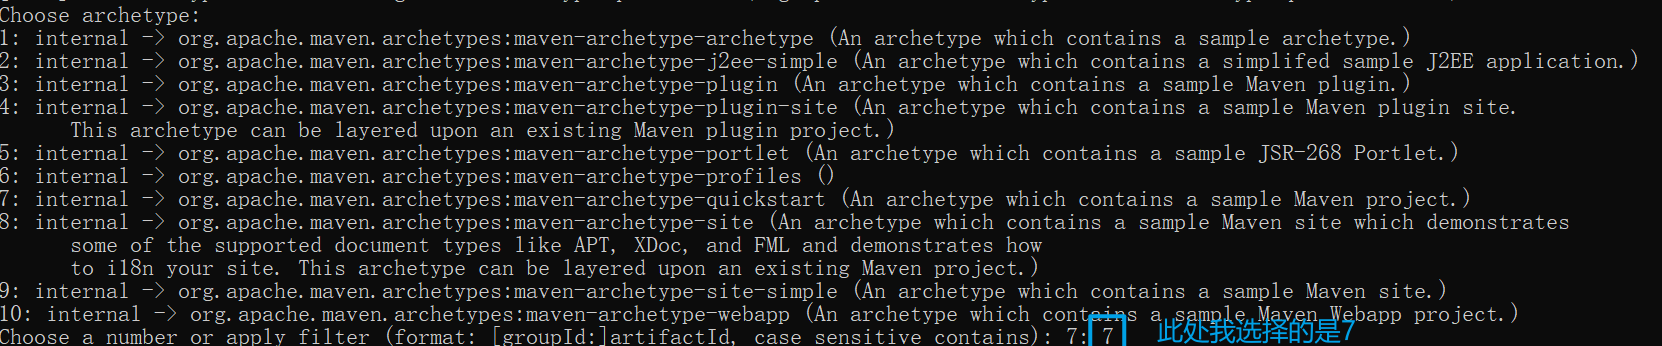 Choose archetype:
1: internal -> org.apache.maven.archetypes:maven-archetype-archetype (An archetype which contains a sample archetype.)
2: internal -> org.apache.maven.archetypes:maven-archetype-j2ee-simple (An archetype which contains a simplifed sample J2EE application.)
3: internal -> org.apache.maven.archetypes:maven-archetype-plugin (An archetype which contains a sample Maven plugin.)
4: internal -> org.apache.maven.archetypes:maven-archetype-plugin-site (An archetype which contains a sample Maven plugin site.
This archetype can be layered upon an existing Maven plugin project.)
5: internal -> org.apache.maven.archetypes:maven-archetype-portlet (An archetype which contains a sample JSR-268 Portlet.)
6: internal -> org.apache.maven.archetypes:maven-archetype-profiles ()
7: internal -> org.apache.maven.archetypes:maven-archetype-quickstart (An archetype which contains a sample Maven project.)
8: internal -> org.apache.maven.archetypes:maven-archetype-site (An archetype which contains a sample Maven site which demonstrates
some of the supported document types like APT, XDoc, and FML and demonstrates how
to i18n your site. This archetype can be layered upon an existing Maven project.)
9: internal -> org.apache.maven.archetypes:maven-archetype-site-simple (An archetype which contains a sample Maven site.)
10: internal -> org.apache.maven.archetypes:maven-archetype-webapp (An archetype which contains a sample Maven Webapp project.)
Choose a number or apply filter (format: [groupId:]artifactId, case sensitive contains): 7: 7
此处我选择的是7